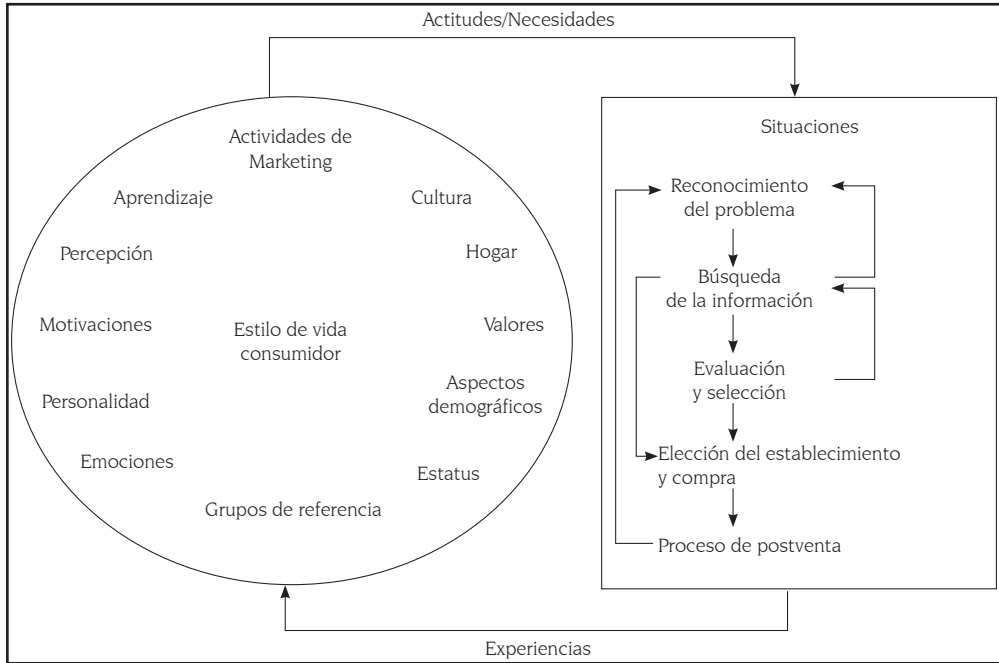 Actitudes/Necesidades
Actividades de
Marketing
Aprendizaje
Cultura
Percepción
Hogar
Motivaciones
Estilo de vida
consumidor
Valores
Personalidad
Aspectos
demográficos
Emociones
Estatus
Grupos de referencia
Situaciones
Reconocimiento
del problema
Búsqueda
de la información
Evaluación
y selección
Elección del establecimiento
y compra
Proceso de postventa
Experiencias